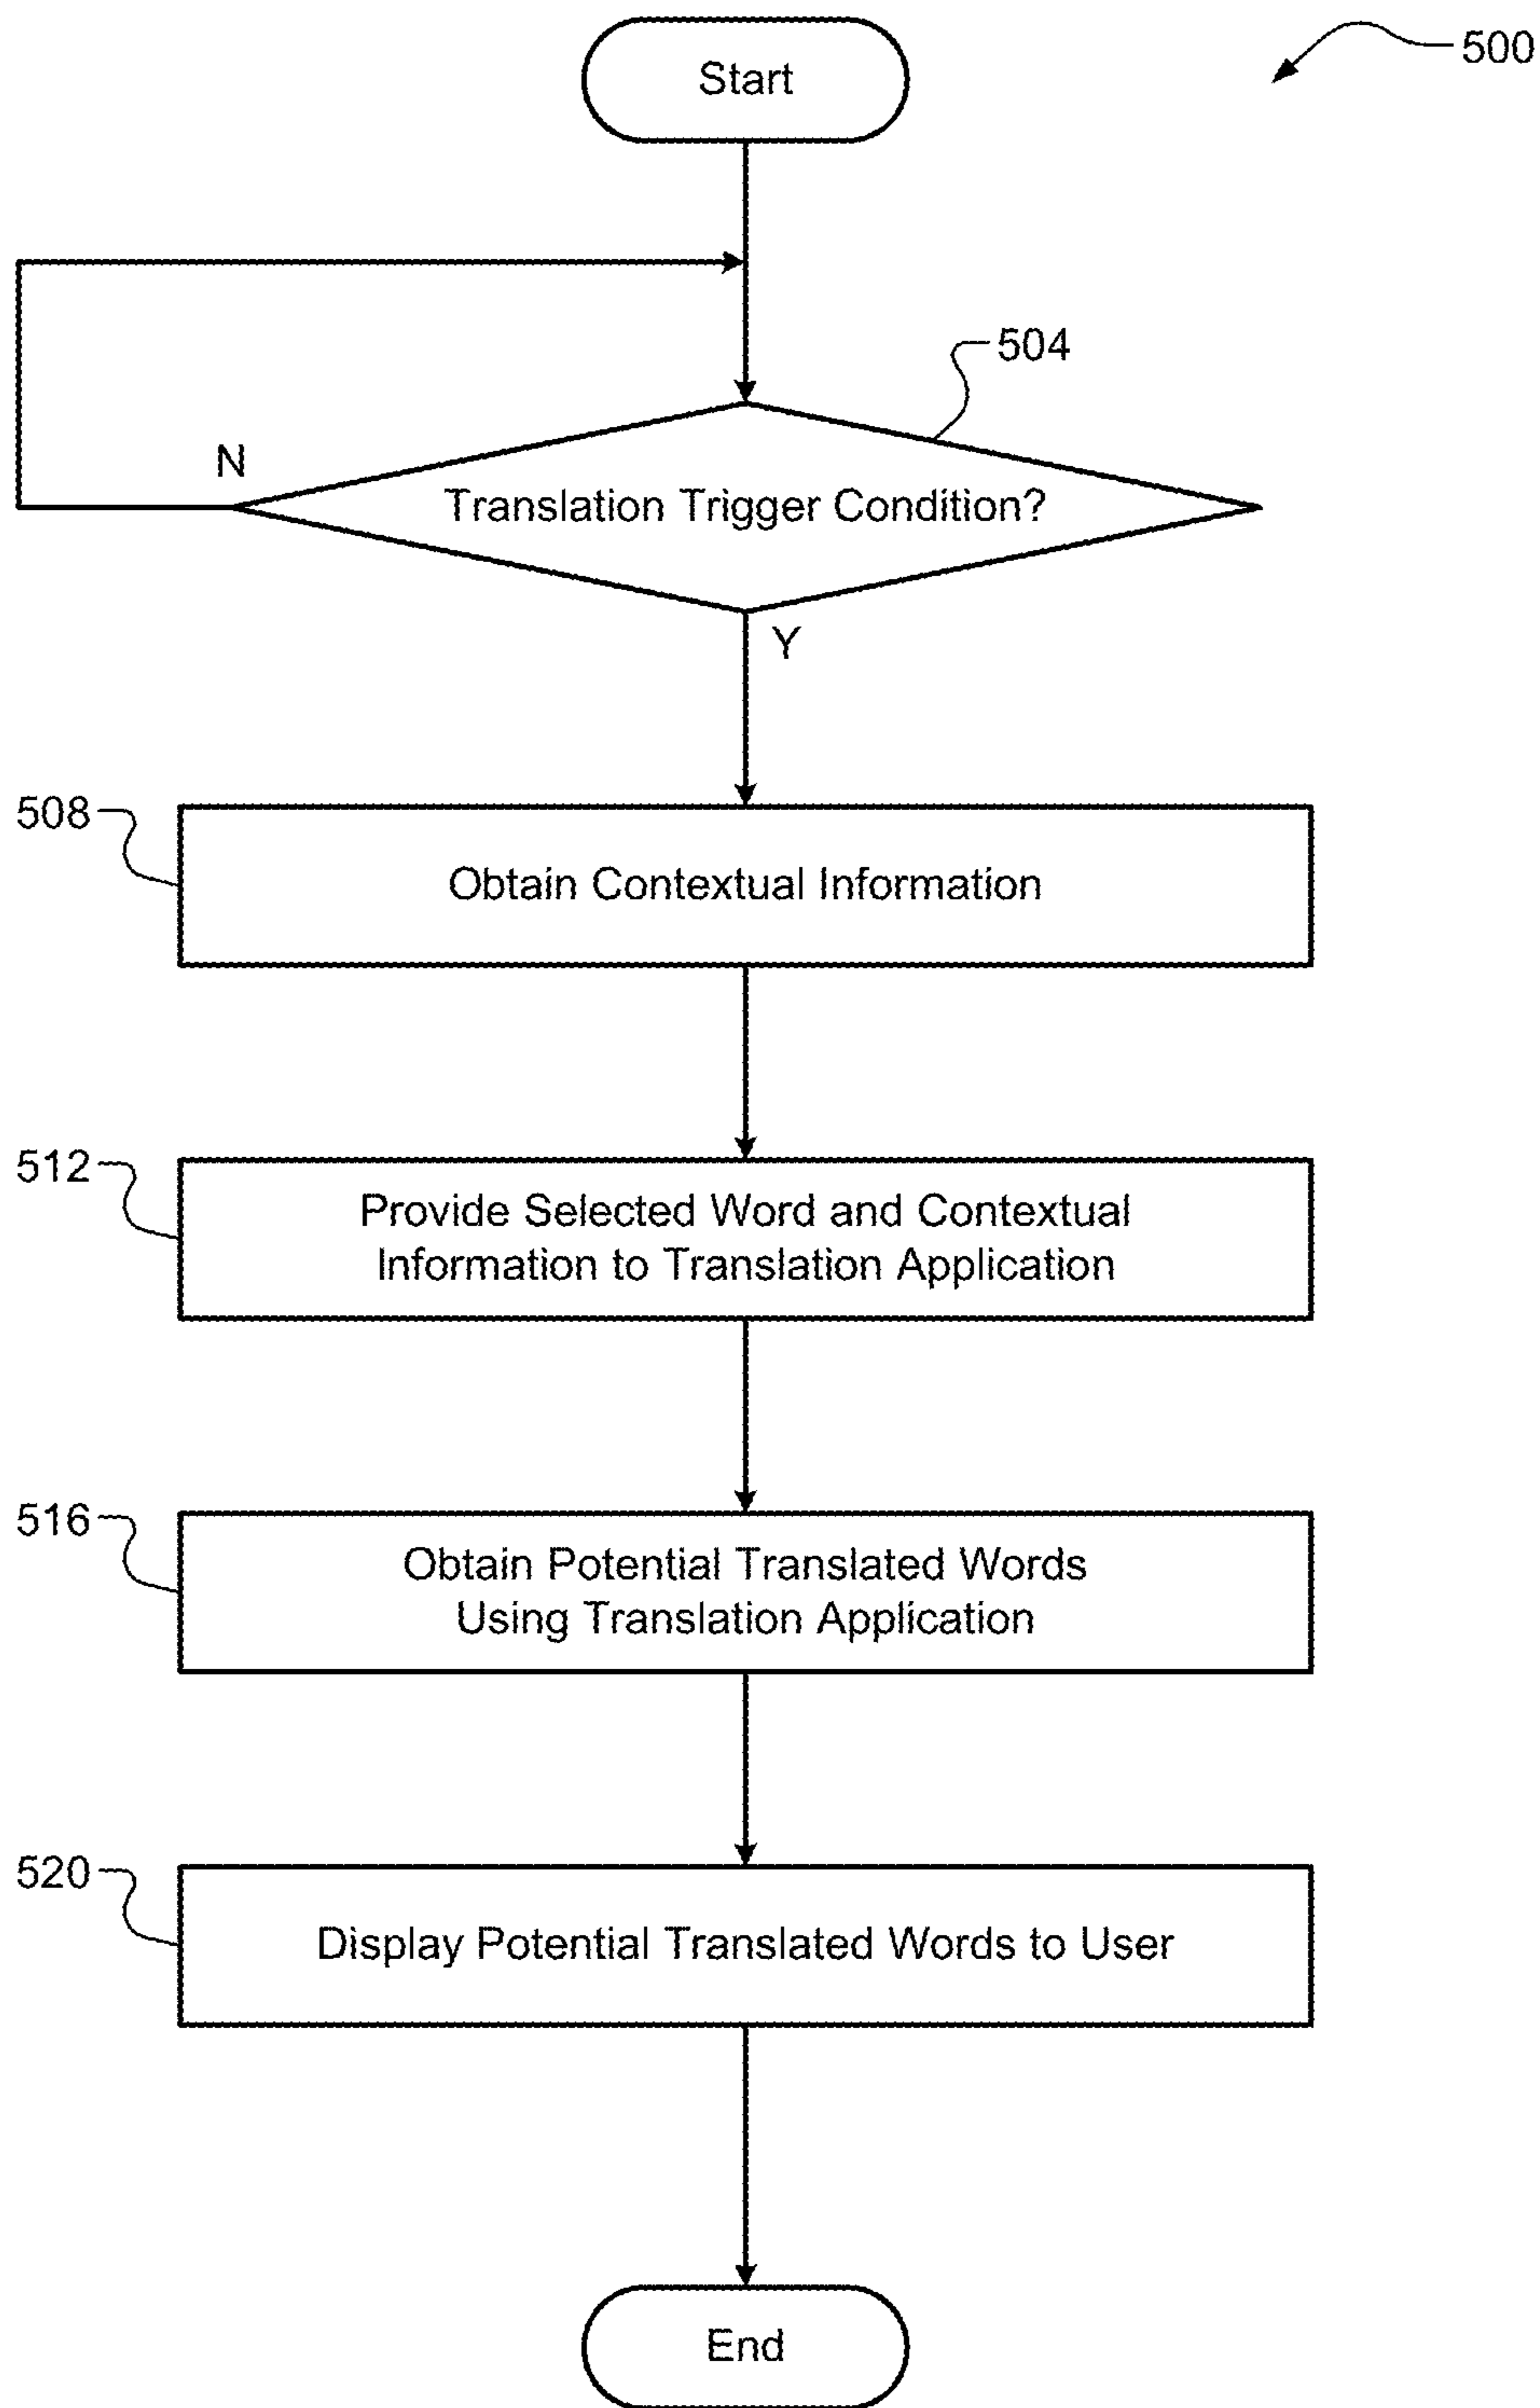 Start
500
504
N
Translation Trigger Condition?
Y
508
Obtain Contextual Information
512
Provide Selected Word and Contextual
Information to Translation Application
516
Obtain Potential Translated Words
Using Translation Application
520
Display Potential Translated Words to User
End